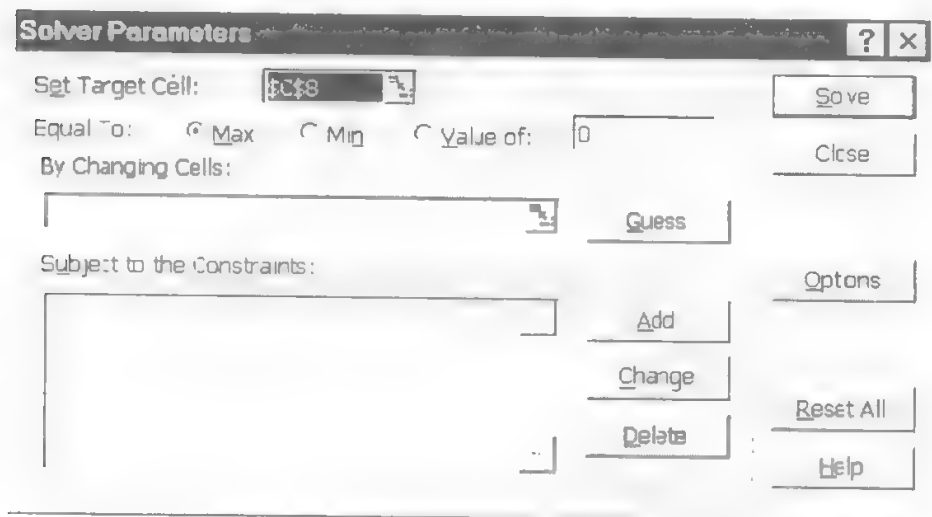 Solver Parameters ? ×
Set Target Cell: $C$8 Solve
Equal To: Max Min Value of: 0
Close
By Changing Cells:
Guess
Subject to the Constraints:
Options
Add
Change
Reset All
Delete
Help